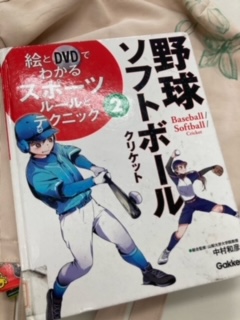 絵とDVDで
わかる
スポーツ
ルールと
テクニック
2
野球
ソフトボール
クリケット
Baseball/
Softball/
Cricket
中村和彦
Gakken